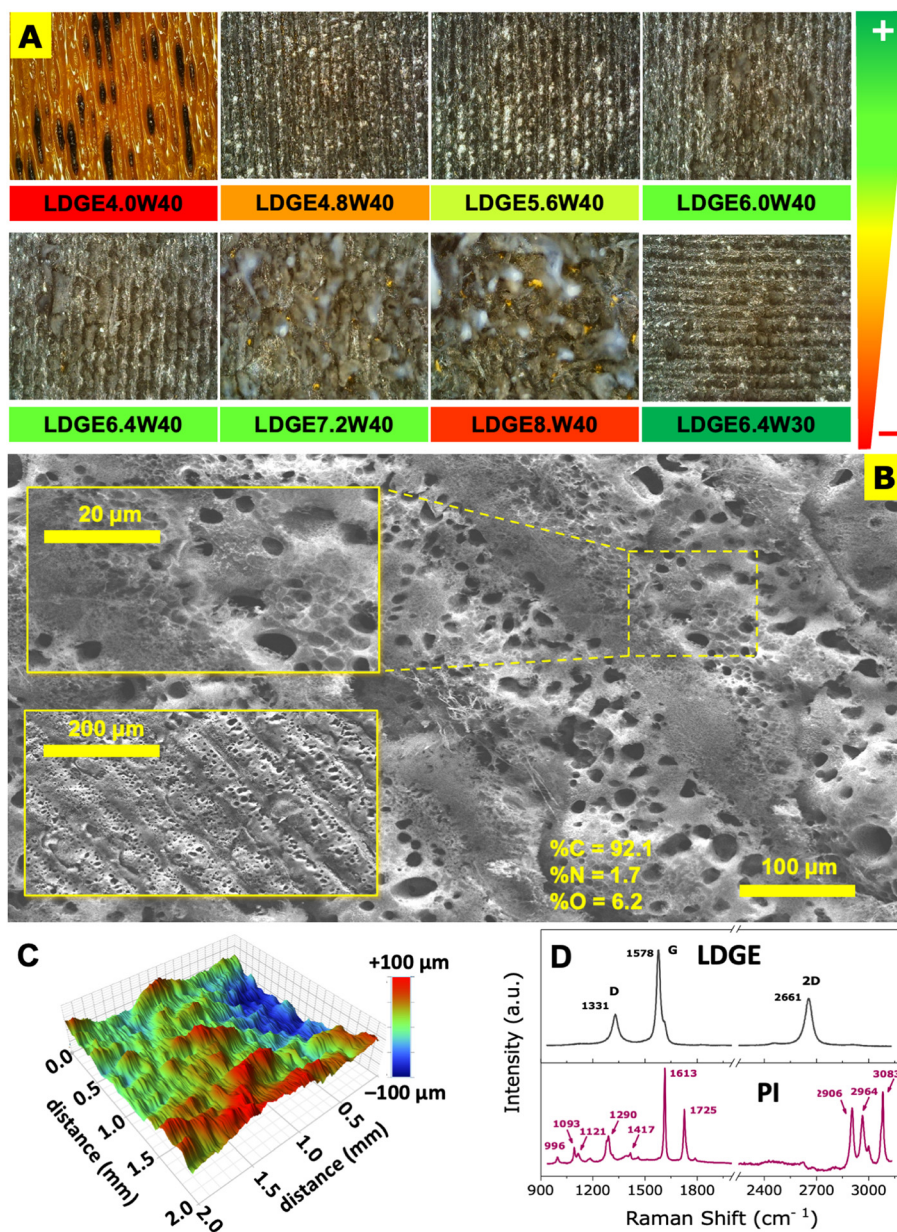 A
+
LDGE4.0W40
LDGE4.8W40
LDGE5.6W40
LDGE6.0W40
LDGE6.4W40
LDGE7.2W40
LDGE8.W40
LDGE6.4W30
−
B
20 µm
200 µm
%C = 92.1
%N = 1.7
%O = 6.2
100 µm
C
+100 µm
−100 µm
0.0
0.5
1.0
1.5
2.0
distance (mm)
2.0
1.5
1.0
0.5
distance (mm)
D
LDGE
1578
G
D
1331
2D
2661
Intensity (a.u.)
PI
1613
3083
2906
2964
1725
1290
1093
1121
1417
996
900
1200
1500
1800
2400
2700
3000
Raman Shift (cm-1)